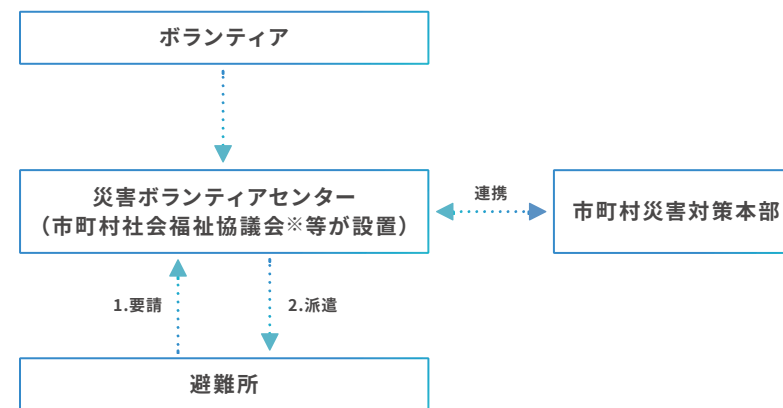 ボランティア
災害ボランティアセンター
（市町村社会福祉協議会※等が設置）
連携
市町村災害対策本部
1.要請
2.派遣
避難所